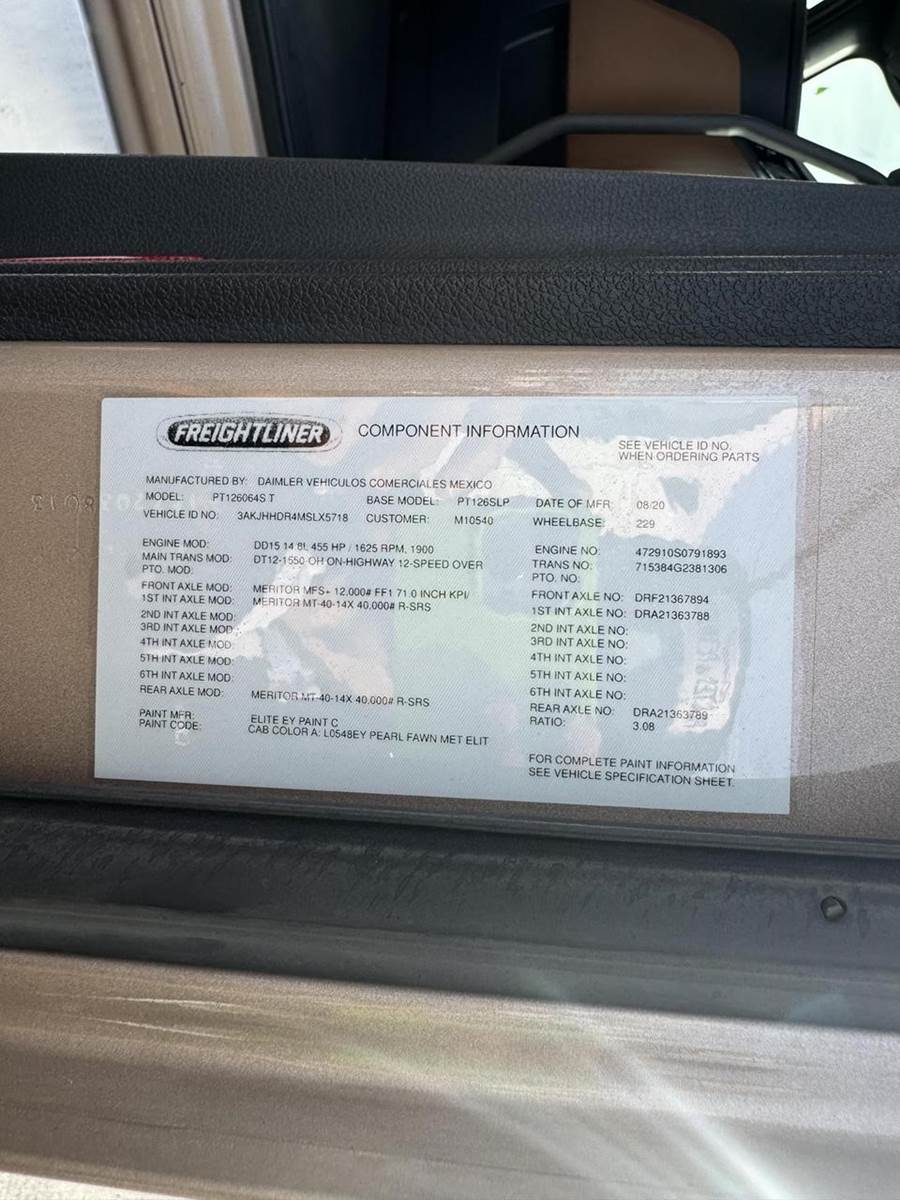 FREIGHTLINER COMPONENT INFORMATION
SEE VEHICLE ID NO.
WHEN ORDERING PARTS
MANUFACTURED BY: DAIMLER VEHICULOS COMERCIALES MEXICO
MODEL: PT126064S T BASE MODEL: PT126SLP DATE OF MFR: 08/20
VEHICLE ID NO: 3AKJHHDR4MSLX5718 CUSTOMER: M10540 WHEELBASE: 229
ENGINE MOD: DD15 14.8L 455 HP / 1625 RPM, 1900 ENGINE NO: 472910S0791893
MAIN TRANS MOD: DT12-1550 OH ON-HIGHWAY 12-SPEED OVER TRANS NO: 715384G2381306
PTO. MOD: PTO. NO:
FRONT AXLE MOD: MERITOR MFS+ 12,000# FF1 71.0 INCH KPI/ FRONT AXLE NO: DRF21367894
1ST INT AXLE MOD: MERITOR MT-40-14X 40,000# R-SRS 1ST INT AXLE NO: DRA21363788
2ND INT AXLE MOD: 2ND INT AXLE NO:
3RD INT AXLE MOD: 3RD INT AXLE NO:
4TH INT AXLE MOD: 4TH INT AXLE NO:
5TH INT AXLE MOD: 5TH INT AXLE NO:
6TH INT AXLE MOD: 6TH INT AXLE NO:
REAR AXLE MOD: MERITOR MT-40-14X 40,000# R-SRS REAR AXLE NO: DRA21363789
RATIO: 3.08
PAINT MFR: ELITE EY PAINT C
PAINT CODE: CAB COLOR A: L0548EY PEARL FAWN MET ELIT
FOR COMPLETE PAINT INFORMATION
SEE VEHICLE SPECIFICATION SHEET.